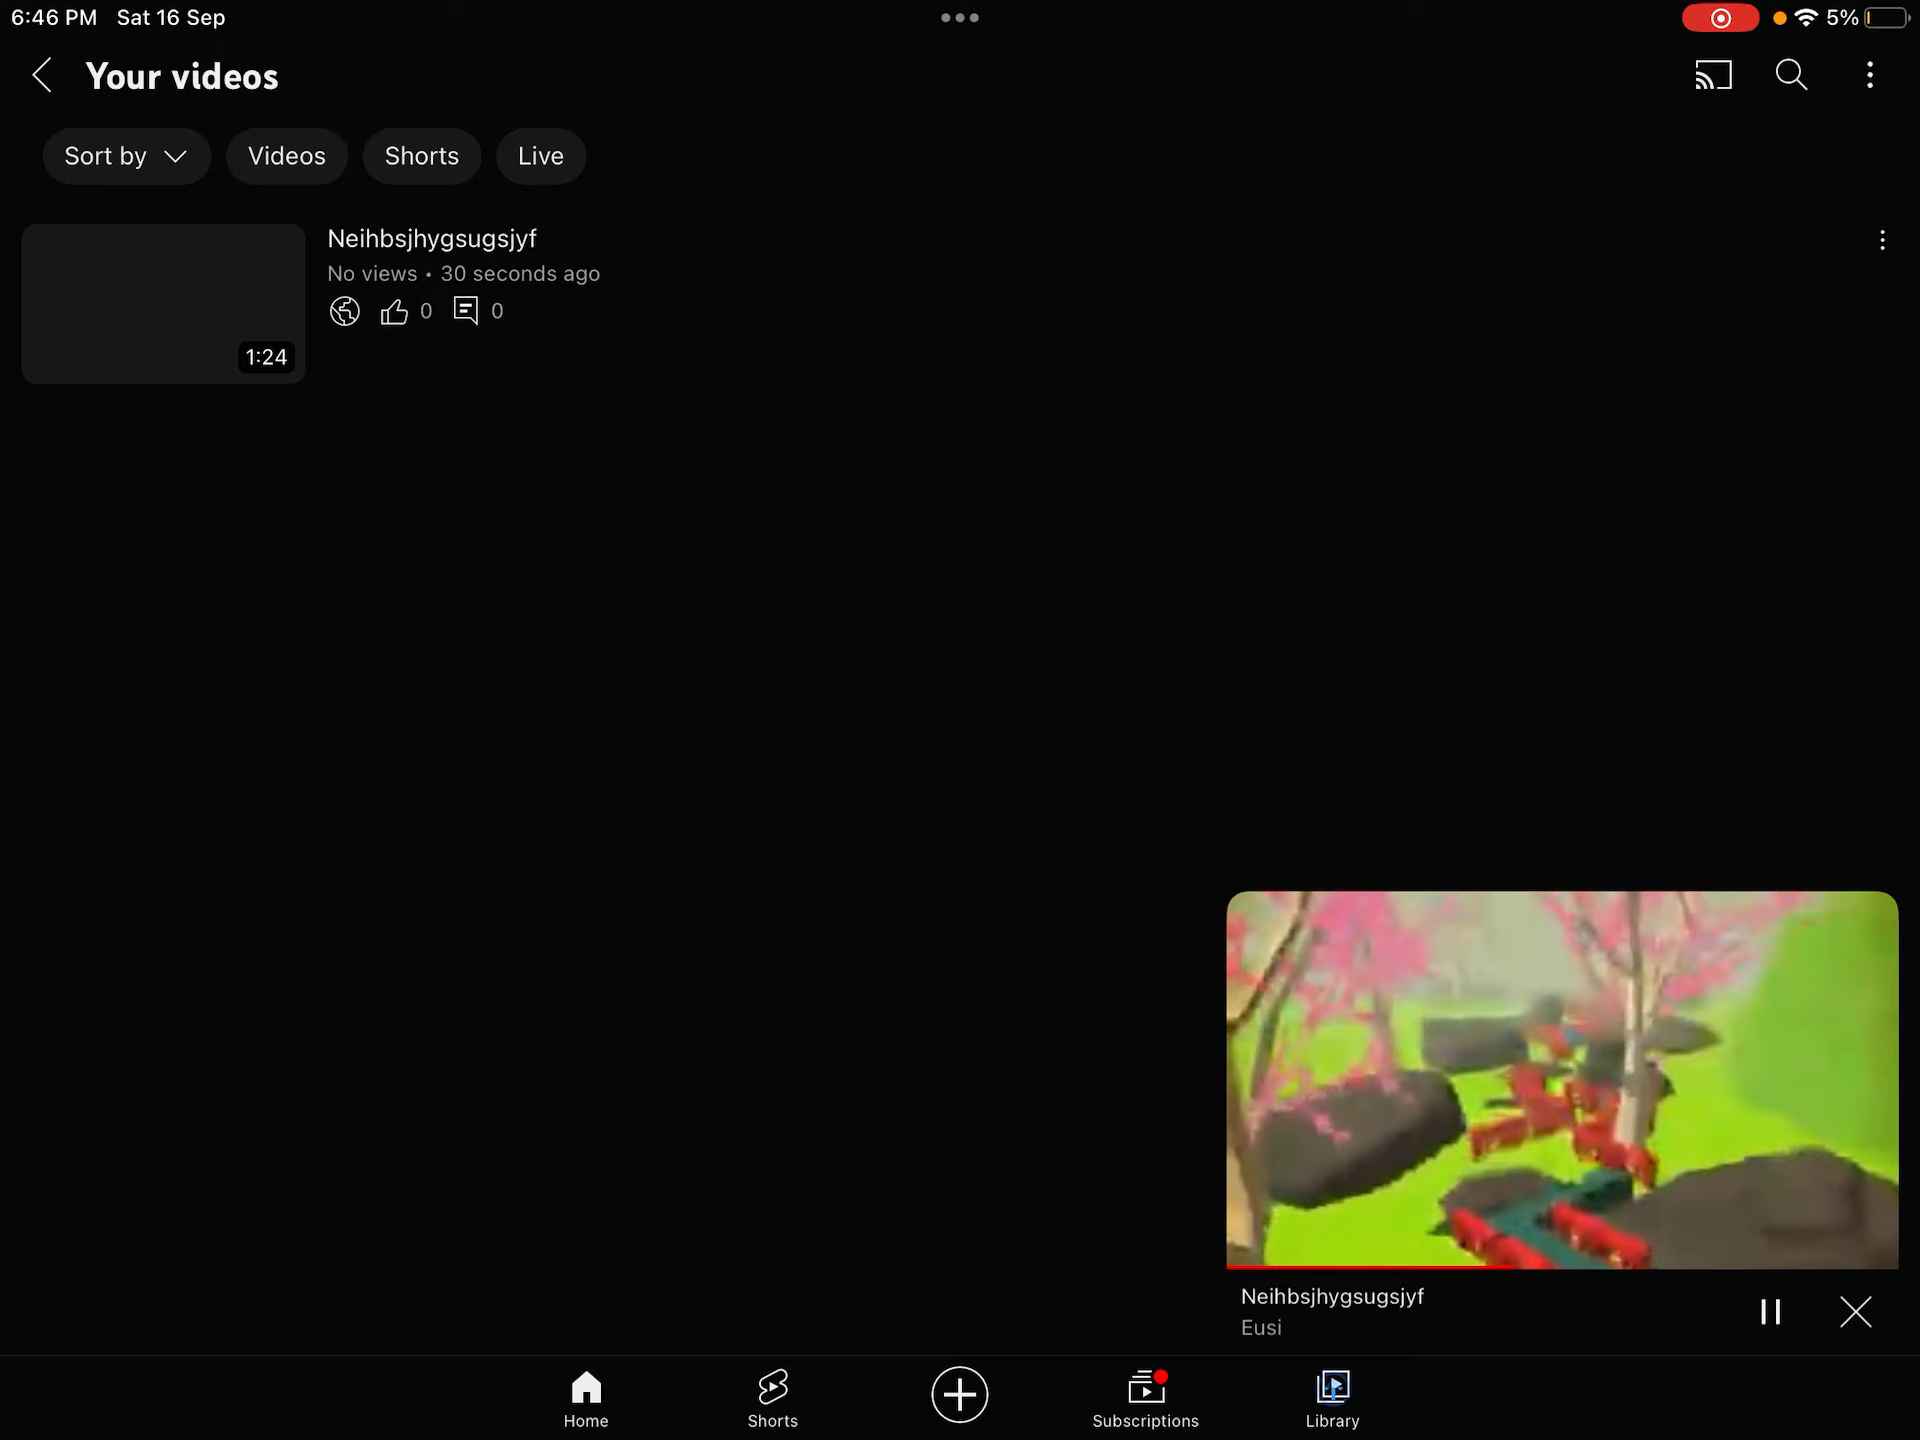 6:46 PM Sat 16 Sep
5%
Your videos
Sort by
Videos
Shorts
Live
Neihbsjhygsugsjyf
No views • 30 seconds ago
0
0
1:24
Neihbsjhygsugsjyf
Eusi
Home
Shorts
Subscriptions
Library